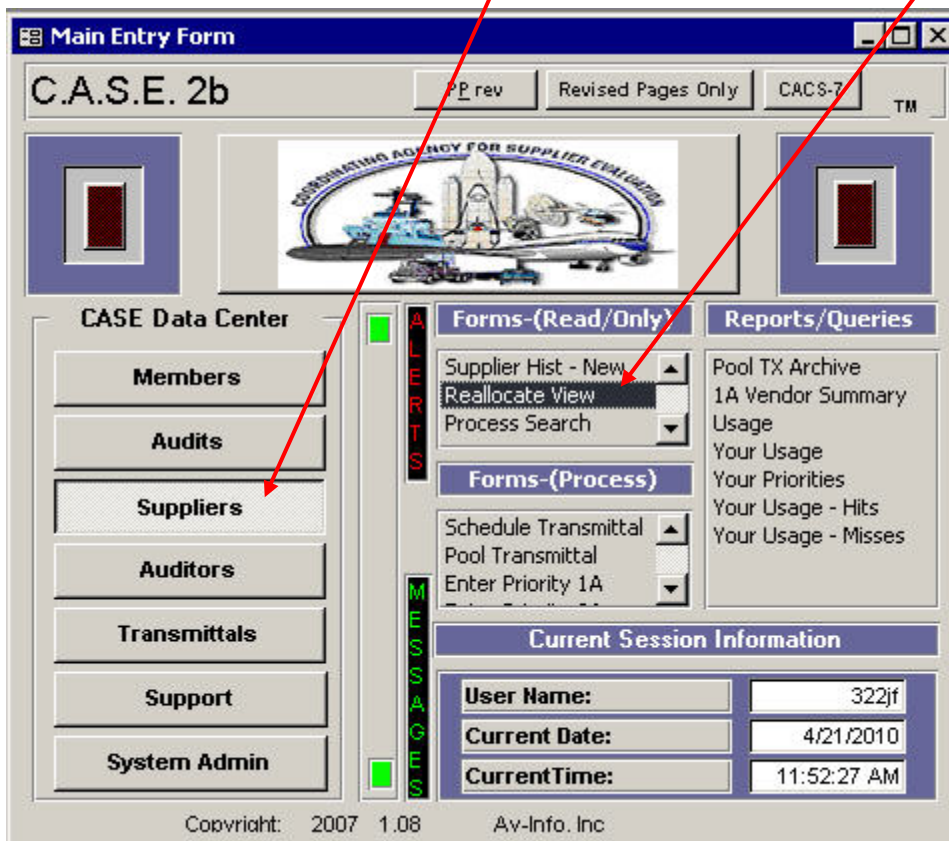 Main Entry Form
C.A.S.E. 2b
PP rev
Revised Pages Only
CACS-7
TM
COORDINATING AGENCY FOR SUPPLIER EVALUATION
CASE Data Center
Members
Audits
Suppliers
Auditors
Transmittals
Support
System Admin
ALERTS
MESSAGES
Forms-(Read/Only)
Supplier Hist - New
Reallocate View
Process Search
Forms-(Process)
Schedule Transmittal
Pool Transmittal
Enter Priority 1A
Reports/Queries
Pool TX Archive
1A Vendor Summary
Usage
Your Usage
Your Priorities
Your Usage - Hits
Your Usage - Misses
Current Session Information
User Name: 322jf
Current Date: 4/21/2010
CurrentTime: 11:52:27 AM
Copyright: 2007 1.08 Av-Info. Inc